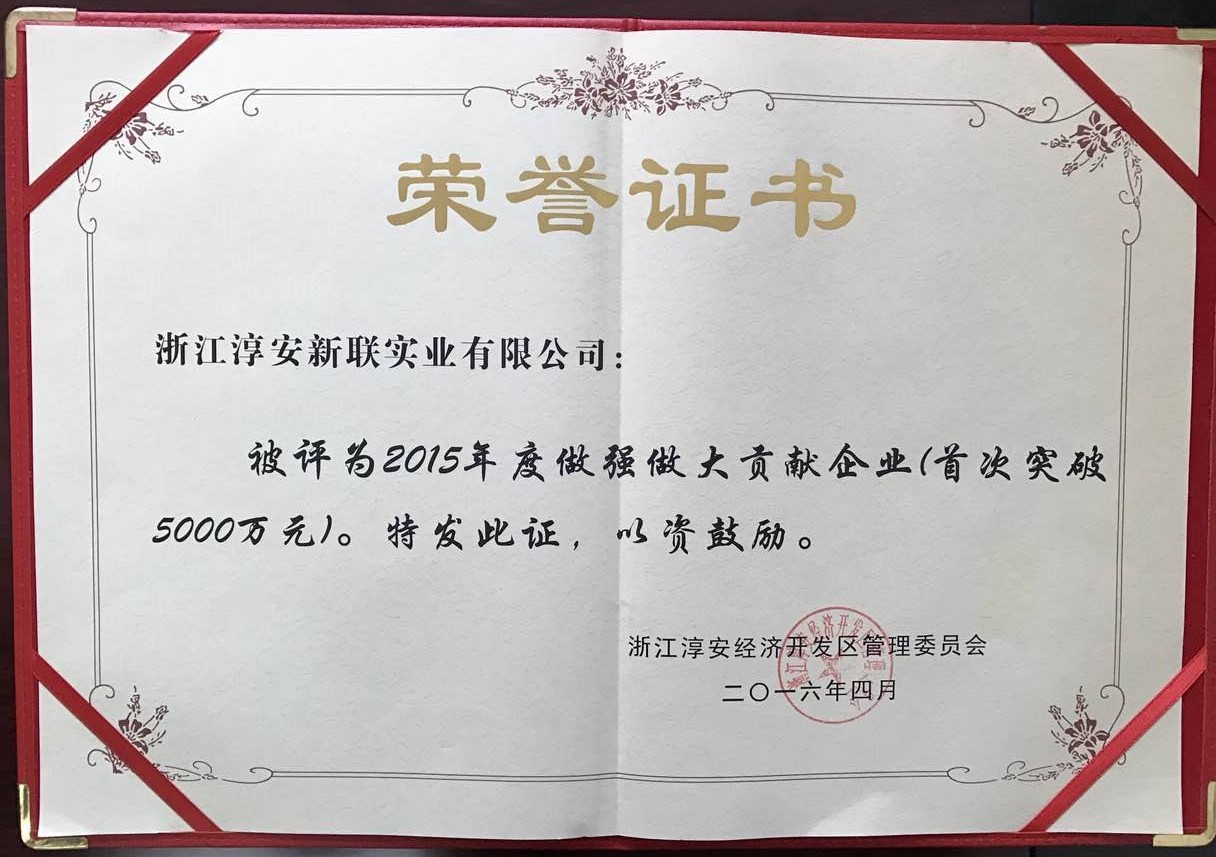 荣誉证书
浙江淳安新联实业有限公司：
被评为2015年度做强做大贡献企业(首次突破
5000万元)。特发此证，以资鼓励。
浙江淳安经济开发区管理委员会
二〇一六年四月